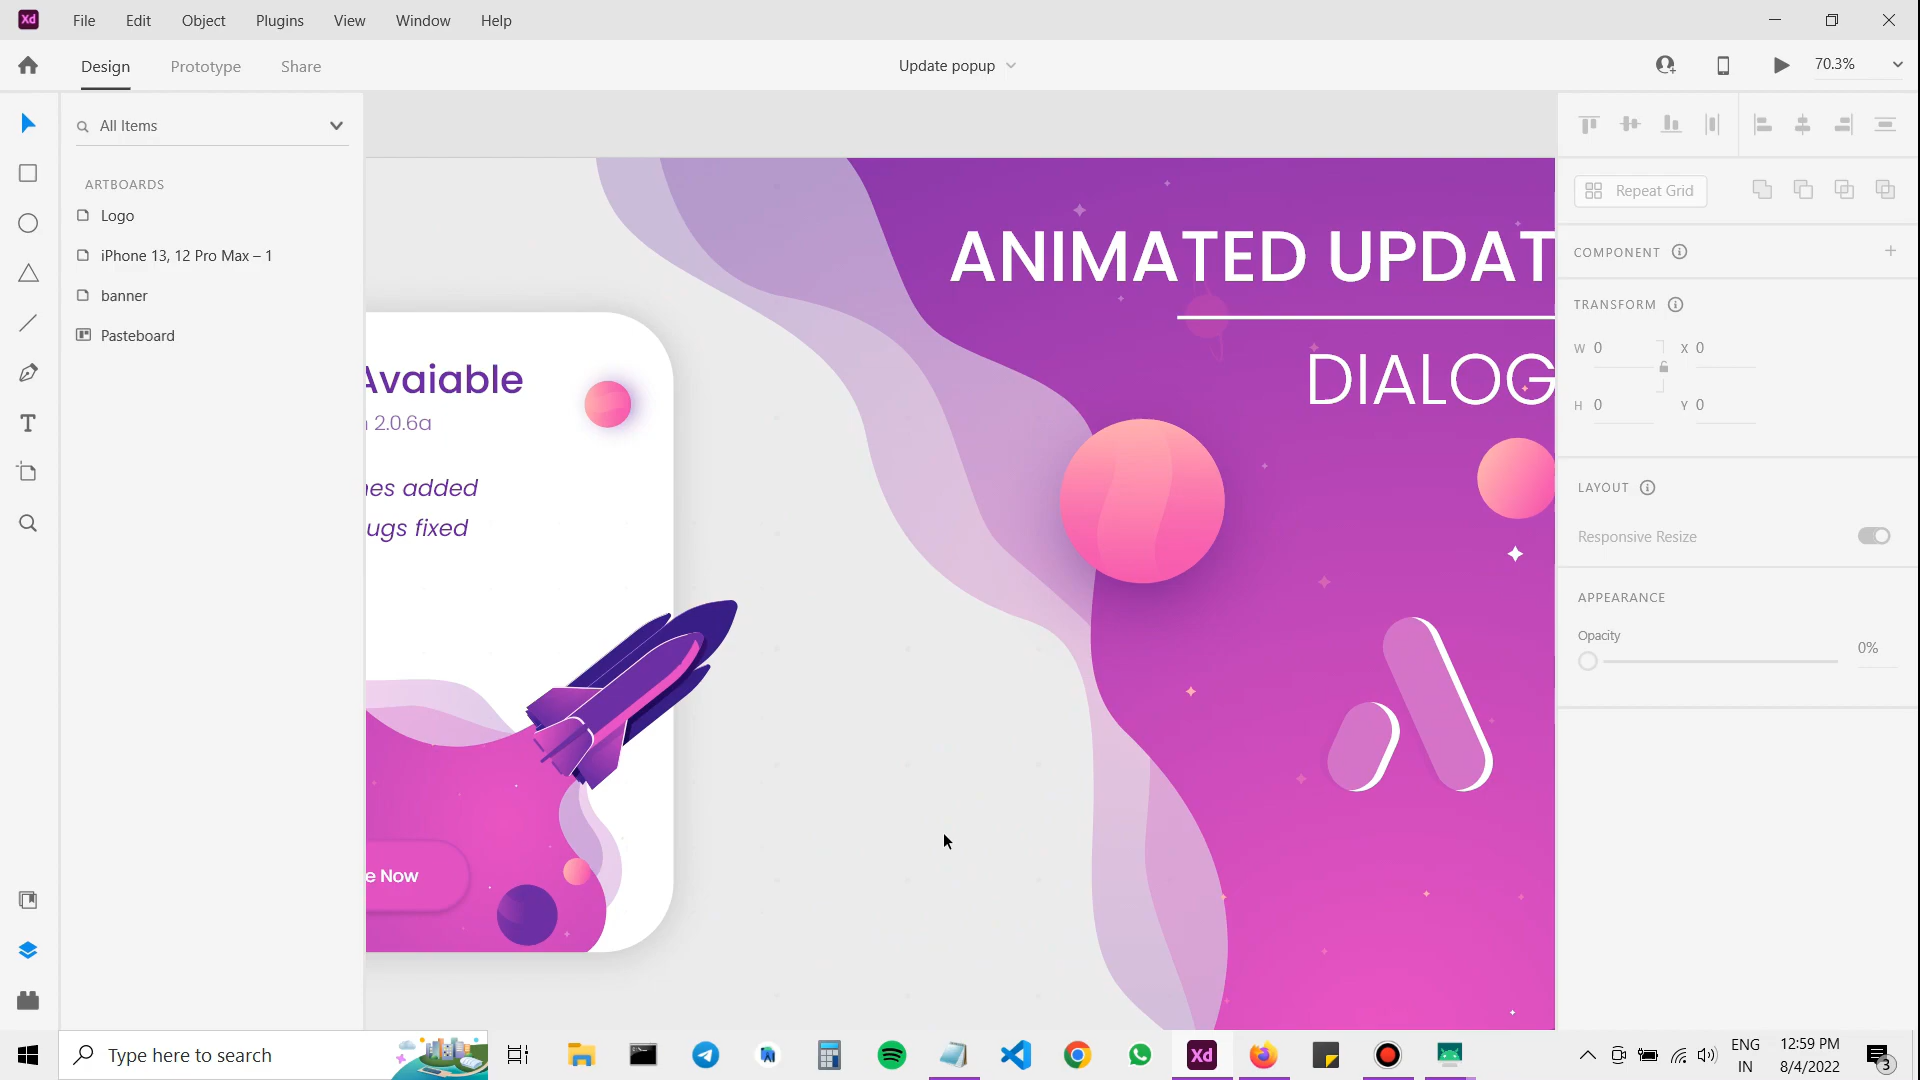 Xd File Edit Object Plugins View Window Help
Design Prototype Share Update popup 70.3%
All Items
ARTBOARDS
Logo
iPhone 13, 12 Pro Max – 1
banner
Pasteboard
Avaiable
2.0.6a
es added
ugs fixed
e Now
ANIMATED UPDAT
DIALOG
Repeat Grid
COMPONENT
TRANSFORM
W 0 X 0
H 0 Y 0
LAYOUT
Responsive Resize
APPEARANCE
Opacity
0%
Type here to search
Xd
ENG
IN
12:59 PM
8/4/2022
3